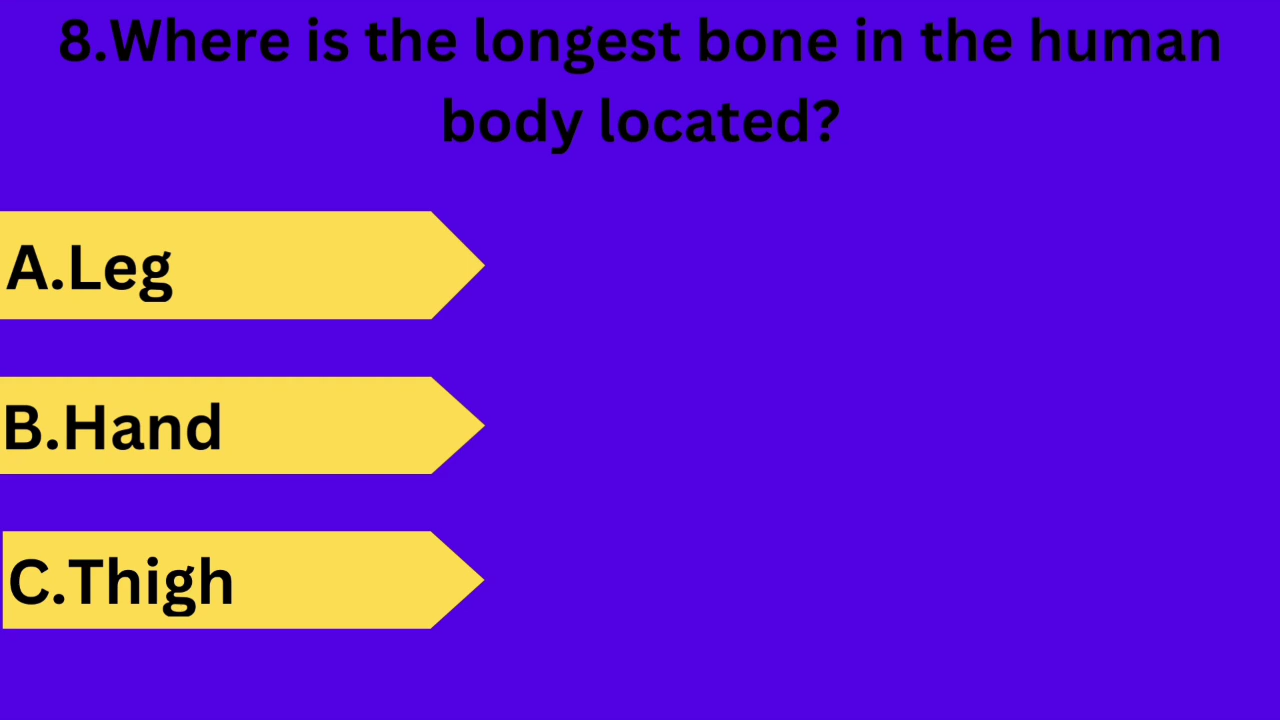 8.Where is the longest bone in the human
body located?
A.Leg
B.Hand
C.Thigh